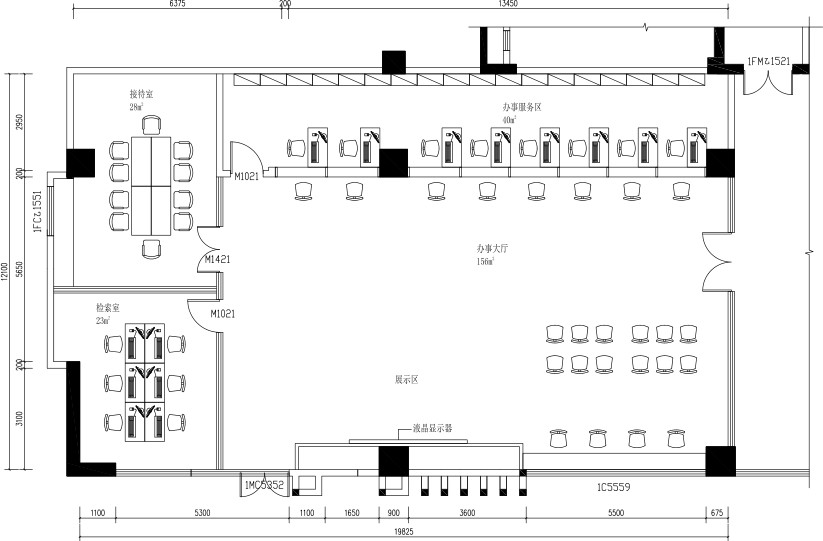 6375
200
13450
1FM乙1521
接待室
28㎡
办事服务区
40㎡
2950
M1021
200
1FC乙1551
办事大厅
156㎡
M1421
12100
5650
检索室
23㎡
M1021
200
展示区
3100
液晶显示器
1MC5352
1C5559
1100
5300
1100
1650
900
3600
5500
675
19825